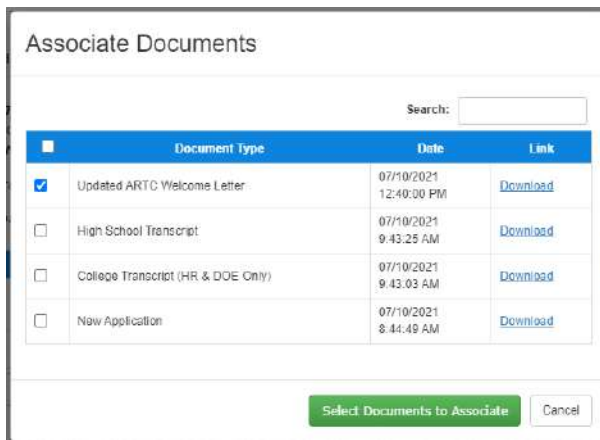 Associate Documents
Search:
Document Type Date Link
Updated ARTC Welcome Letter 07/10/2021 12:40:00 PM Download
High School Transcript 07/10/2021 9:43:25 AM Download
College Transcript (HR & DOE Only) 07/10/2021 9:43:03 AM Download
New Application 07/10/2021 8:44:49 AM Download
Select Documents to Associate Cancel